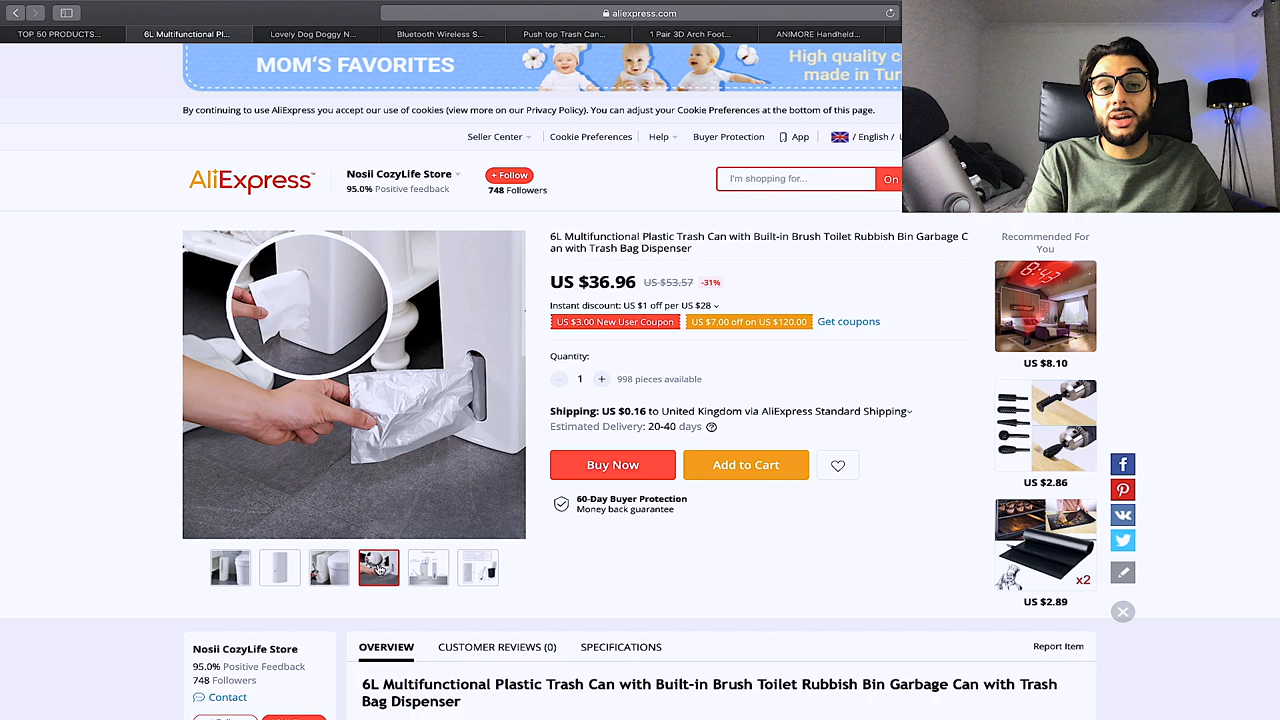 aliexpress.com
TOP 50 PRODUCTS...
6L Multifunctional Pl...
Lovely Dog Doggy N...
Bluetooth Wireless S...
Push top Trash Can...
1 Pair 3D Arch Foot...
ANIMORE Handheld...
MOM'S FAVORITES
High quality c
made in Tur
By continuing to use AliExpress you accept our use of cookies (view more on our Privacy Policy). You can adjust your Cookie Preferences at the bottom of this page.
Seller Center
Cookie Preferences
Help
Buyer Protection
App
/ English /
AliExpress
Nosii CozyLife Store
95.0% Positive feedback
+ Follow
748 Followers
I'm shopping for...
On
6L Multifunctional Plastic Trash Can with Built-in Brush Toilet Rubbish Bin Garbage C
an with Trash Bag Dispenser
US $36.96 US $53.57 -31%
Instant discount: US $1 off per US $28
US $3.00 New User Coupon
US $7.00 off on US $120.00
Get coupons
Quantity:
1
+
998 pieces available
Shipping: US $0.16 to United Kingdom via AliExpress Standard Shipping
Estimated Delivery: 20-40 days
Buy Now
Add to Cart
60-Day Buyer Protection
Money back guarantee
Recommended For
You
8:43
US $8.10
US $2.86
x2
US $2.89
Nosii CozyLife Store
95.0% Positive Feedback
748 Followers
Contact
OVERVIEW
CUSTOMER REVIEWS (0)
SPECIFICATIONS
Report Item
6L Multifunctional Plastic Trash Can with Built-in Brush Toilet Rubbish Bin Garbage Can with Trash
Bag Dispenser